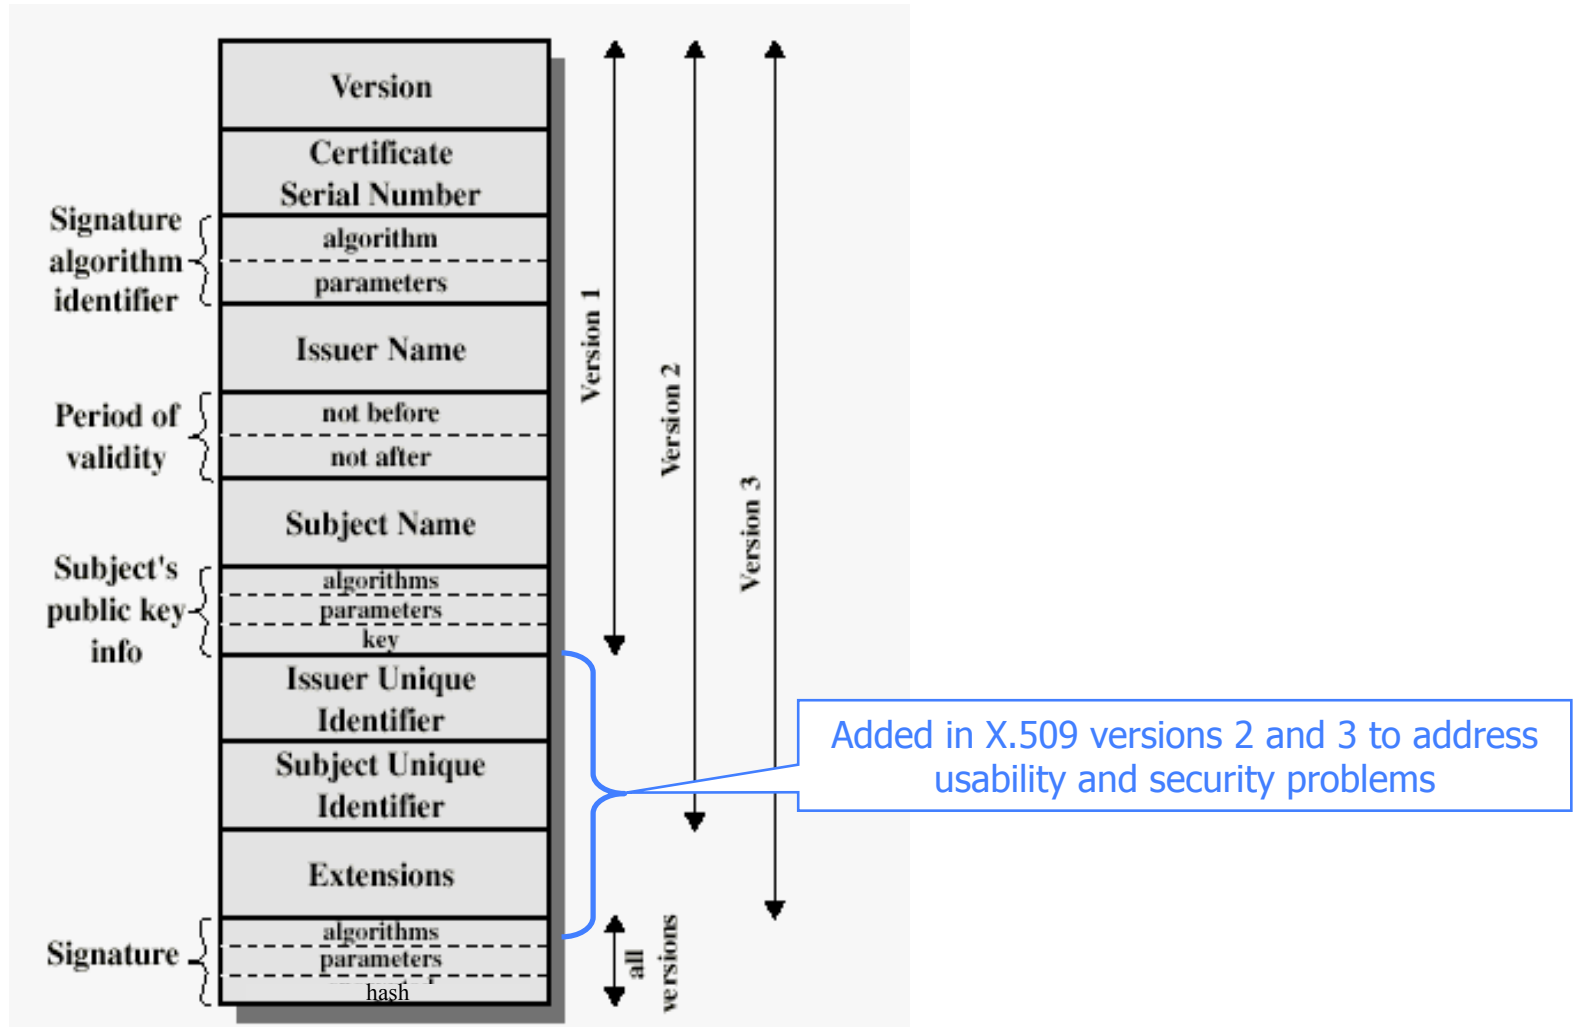 Version
Certificate
Serial Number
Signature
algorithm
identifier
algorithm
parameters
Issuer Name
Period of
validity
not before
not after
Subject Name
Subject's
public key
info
algorithms
parameters
key
Issuer Unique
Identifier
Subject Unique
Identifier
Extensions
Signature
algorithms
parameters
hash
Version 1
Version 2
Version 3
all
versions
Added in X.509 versions 2 and 3 to address
usability and security problems